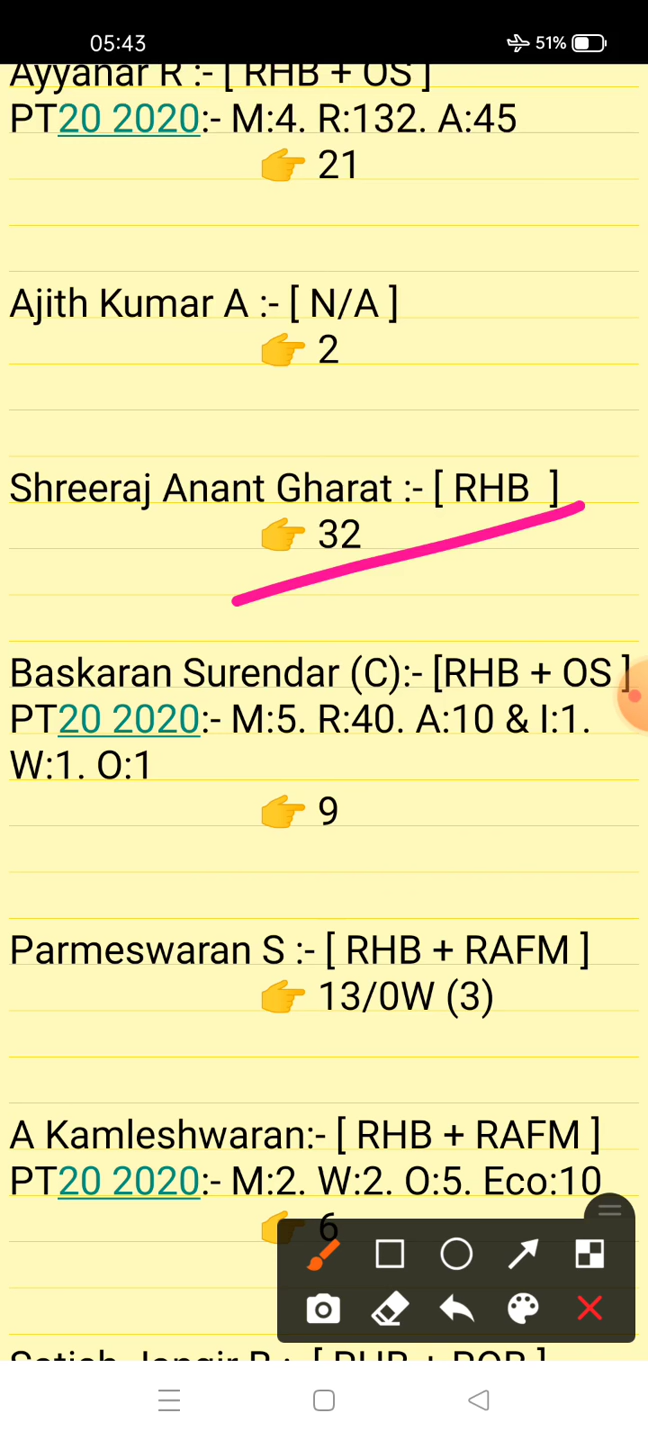 05:43
51%
Ayyanar R :- [ RHB + OS ]
PT20 2020:- M:4. R:132. A:45
👉 21
Ajith Kumar A :- [ N/A ]
👉 2
Shreeraj Anant Gharat :- [ RHB ]
👉 32
Baskaran Surendar (C):- [RHB + OS ]
PT20 2020:- M:5. R:40. A:10 & I:1.
W:1. O:1
👉 9
Parmeswaran S :- [ RHB + RAFM ]
👉 13/0W (3)
A Kamleshwaran:- [ RHB + RAFM ]
PT20 2020:- M:2. W:2. O:5. Eco:10
👉 6